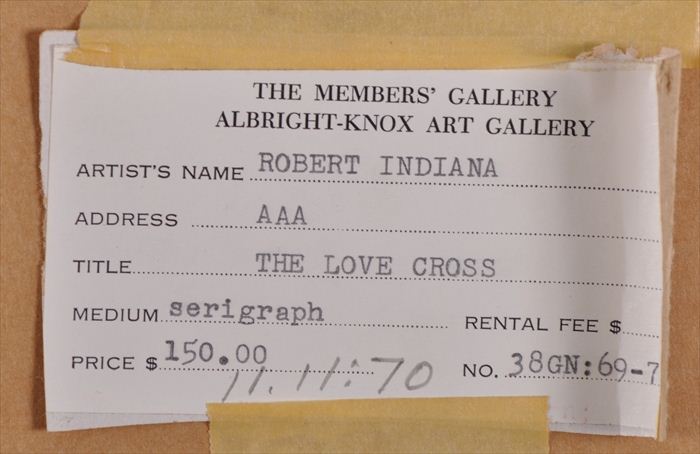 THE MEMBERS' GALLERY
ALBRIGHT-KNOX ART GALLERY
ARTIST'S NAME ROBERT INDIANA
ADDRESS AAA
TITLE THE LOVE CROSS
MEDIUM serigraph RENTAL FEE $
PRICE $ 150.00 NO. 38GN:69-7
11.11:70